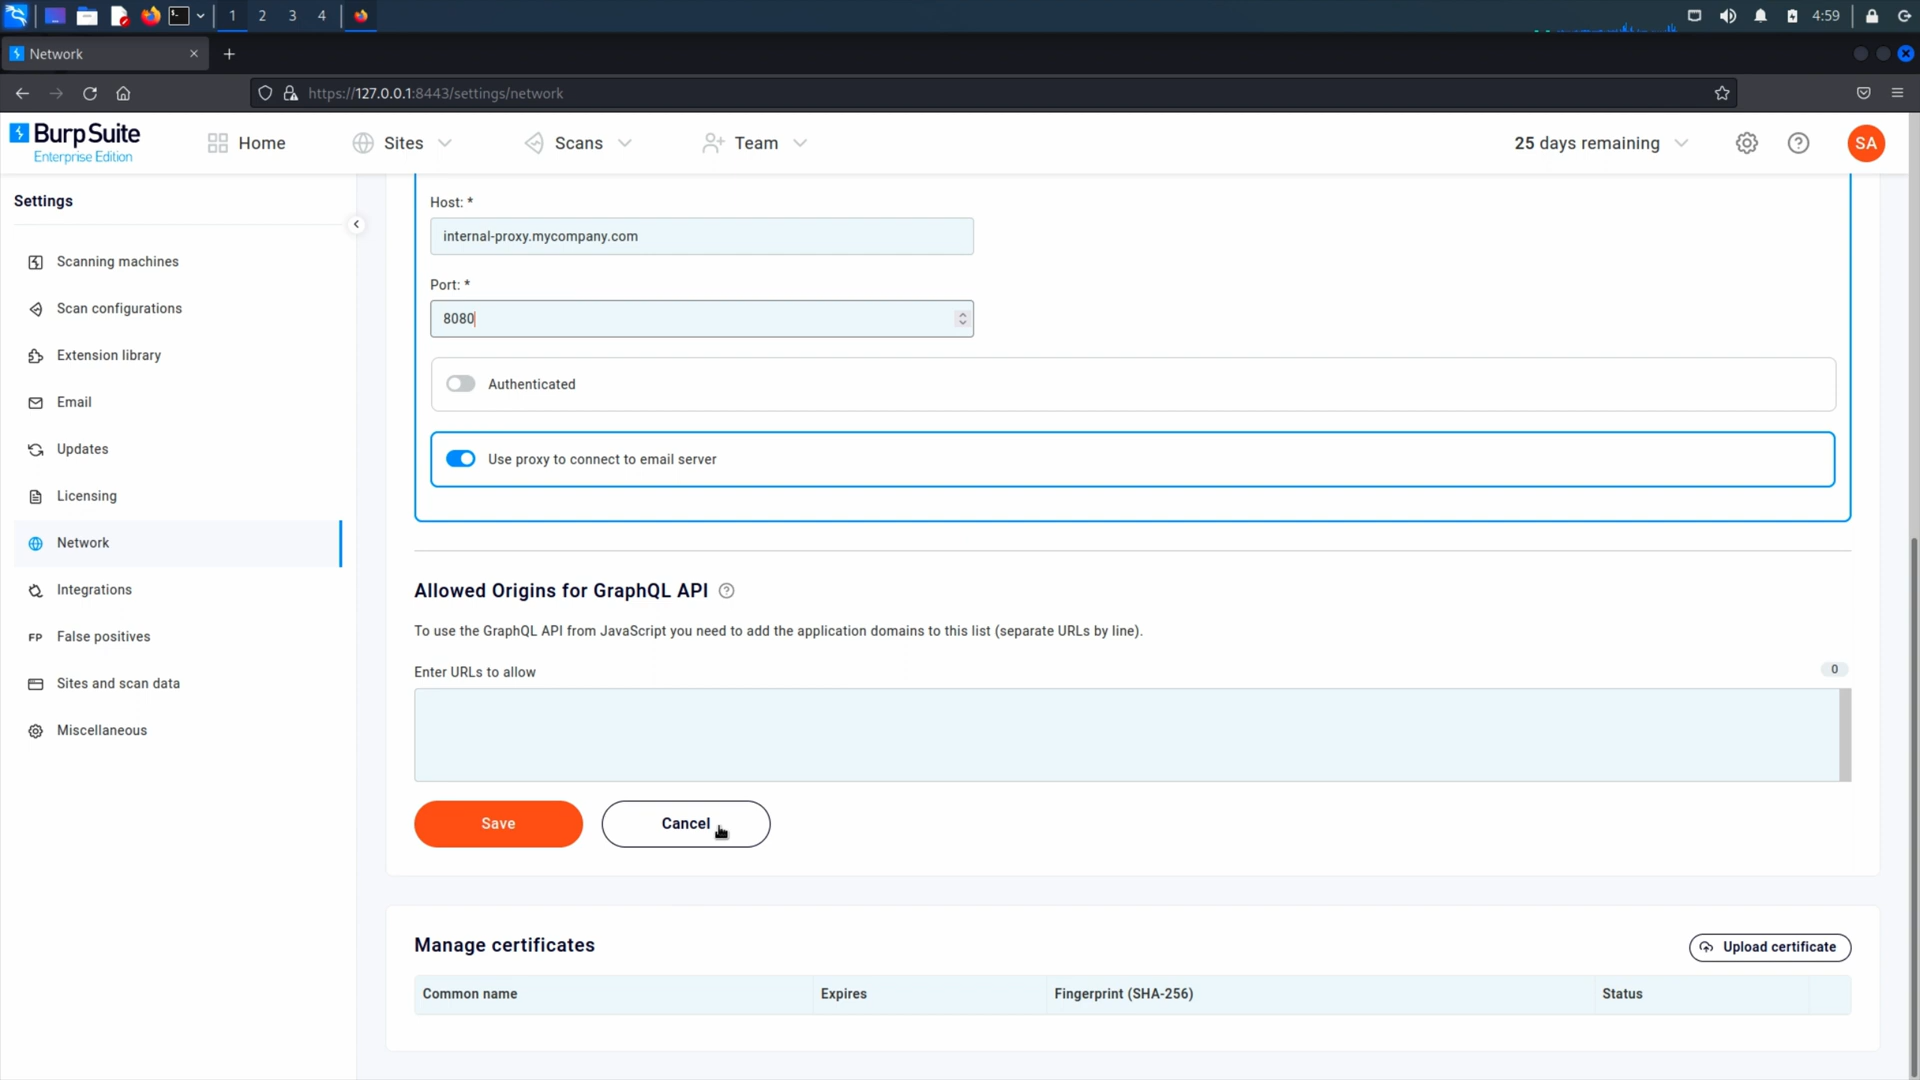 1 2 3 4 4:59
Network
https://127.0.0.1:8443/settings/network
Burp Suite
Enterprise Edition
Home Sites Scans Team 25 days remaining SA
Settings
Scanning machines
Scan configurations
Extension library
Email
Updates
Licensing
Network
Integrations
FP False positives
Sites and scan data
Miscellaneous
Host: *
internal-proxy.mycompany.com
Port: *
8080
Authenticated
Use proxy to connect to email server
Allowed Origins for GraphQL API
To use the GraphQL API from JavaScript you need to add the application domains to this list (separate URLs by line).
Enter URLs to allow 0
Save Cancel
Manage certificates Upload certificate
Common name Expires Fingerprint (SHA-256) Status